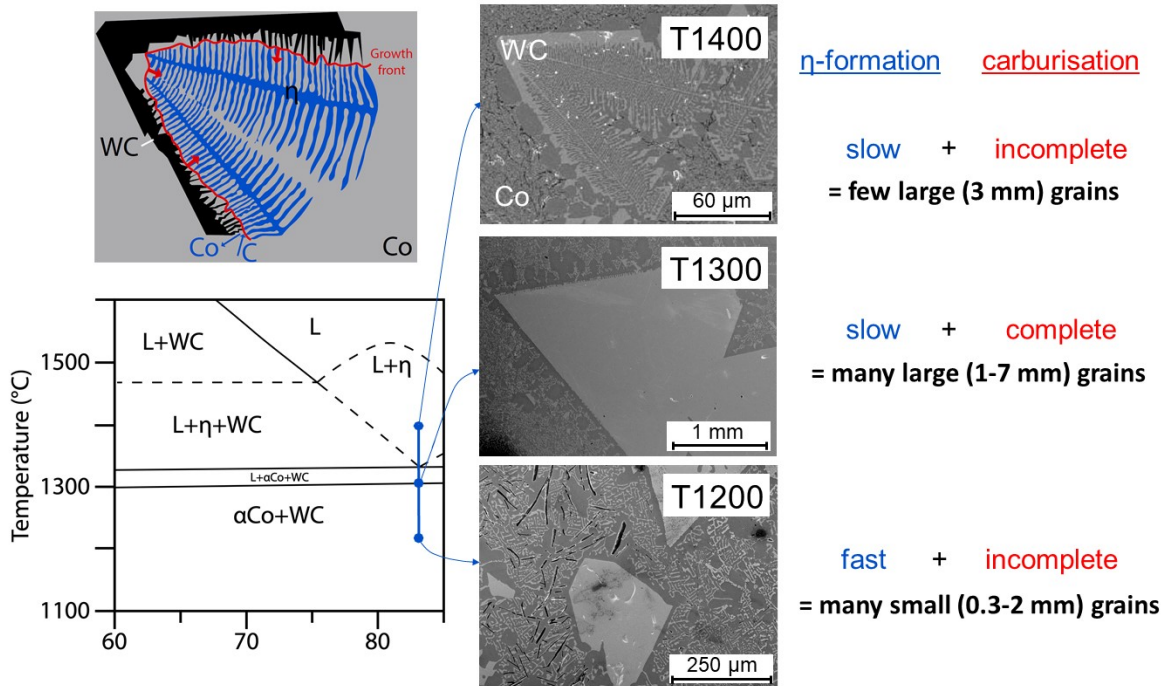 Growth
front
η
WC
Co
C
Co
Temperature (°C)
1500
1300
1100
60
70
80
L+WC
L
L+η
L+η+WC
L+αCo+WC
αCo+WC
T1400
WC
Co
60 µm
T1300
1 mm
T1200
250 µm
η-formation carburisation
slow + incomplete
= few large (3 mm) grains
slow + complete
= many large (1-7 mm) grains
fast + incomplete
= many small (0.3-2 mm) grains